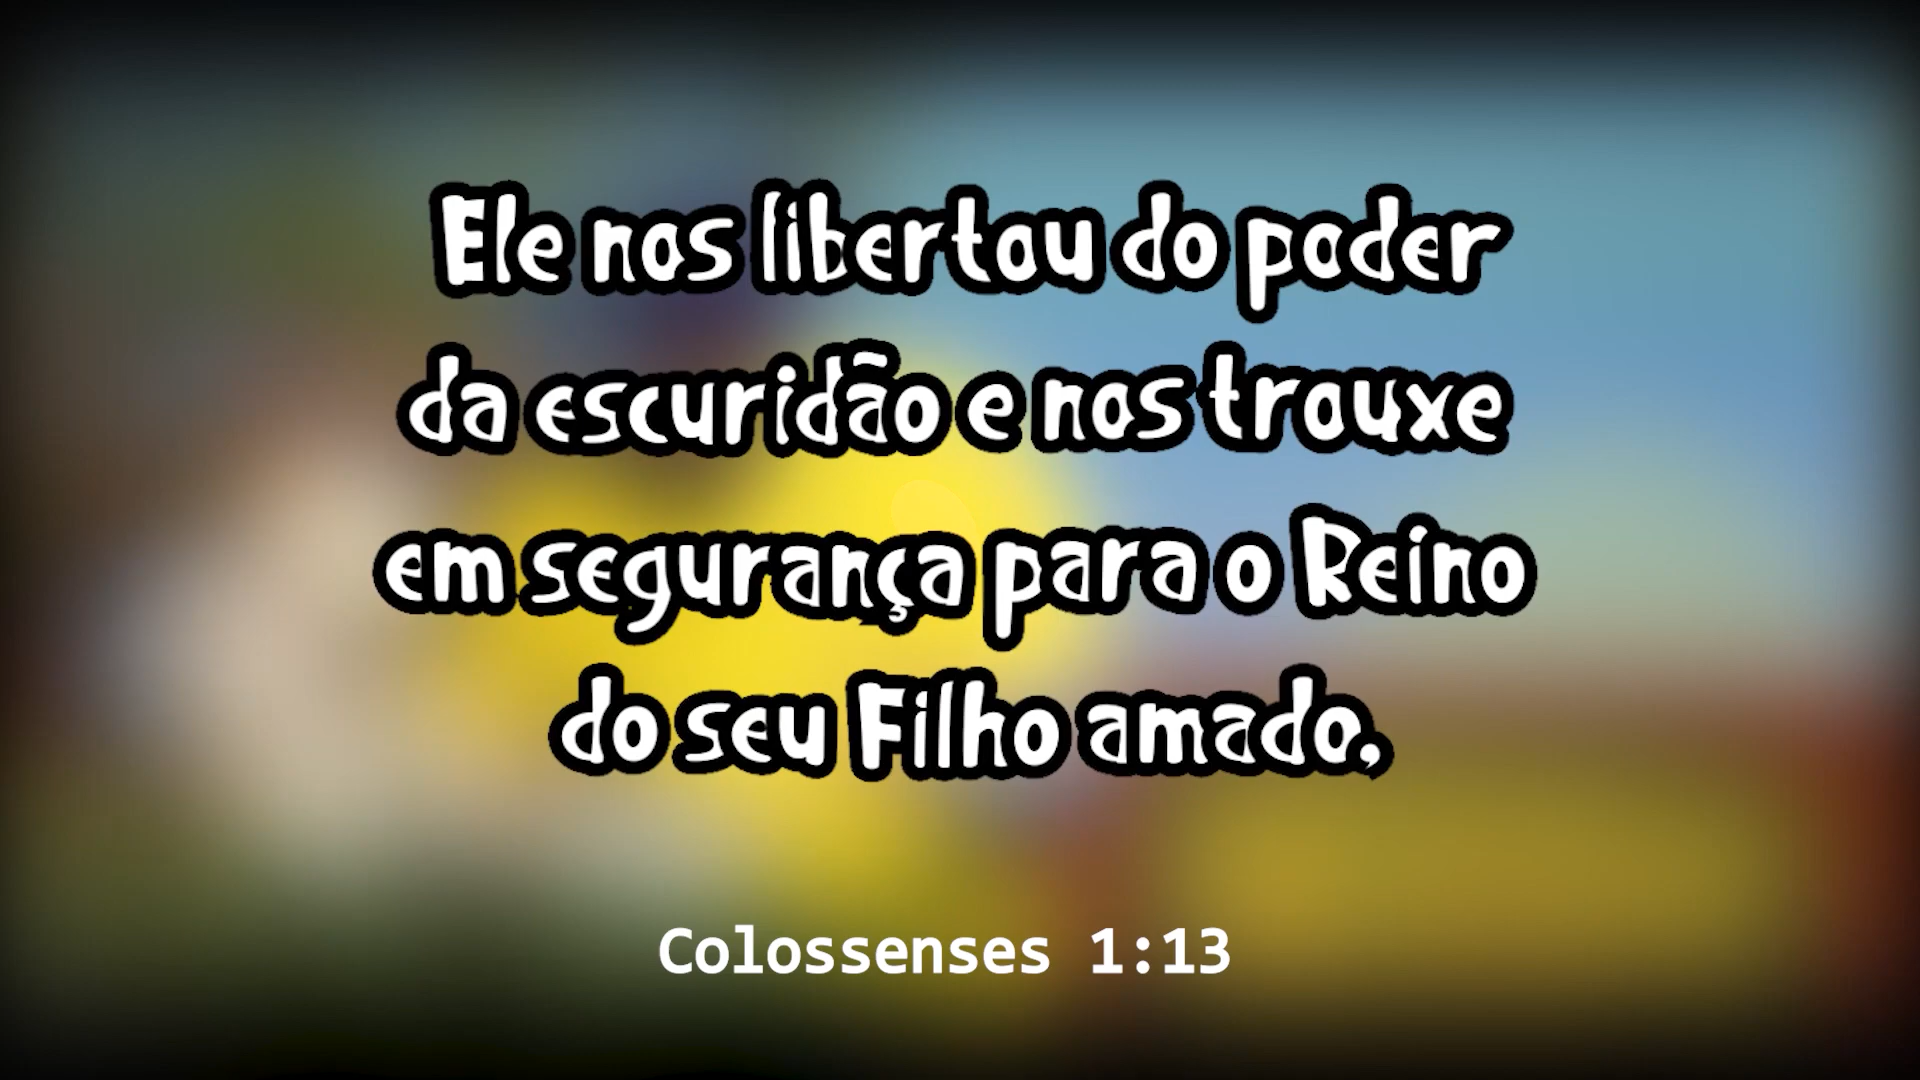 Ele nos libertou do poder
da escuridão e nos trouxe
em segurança para o Reino
do seu Filho amado,
Colossenses 1:13